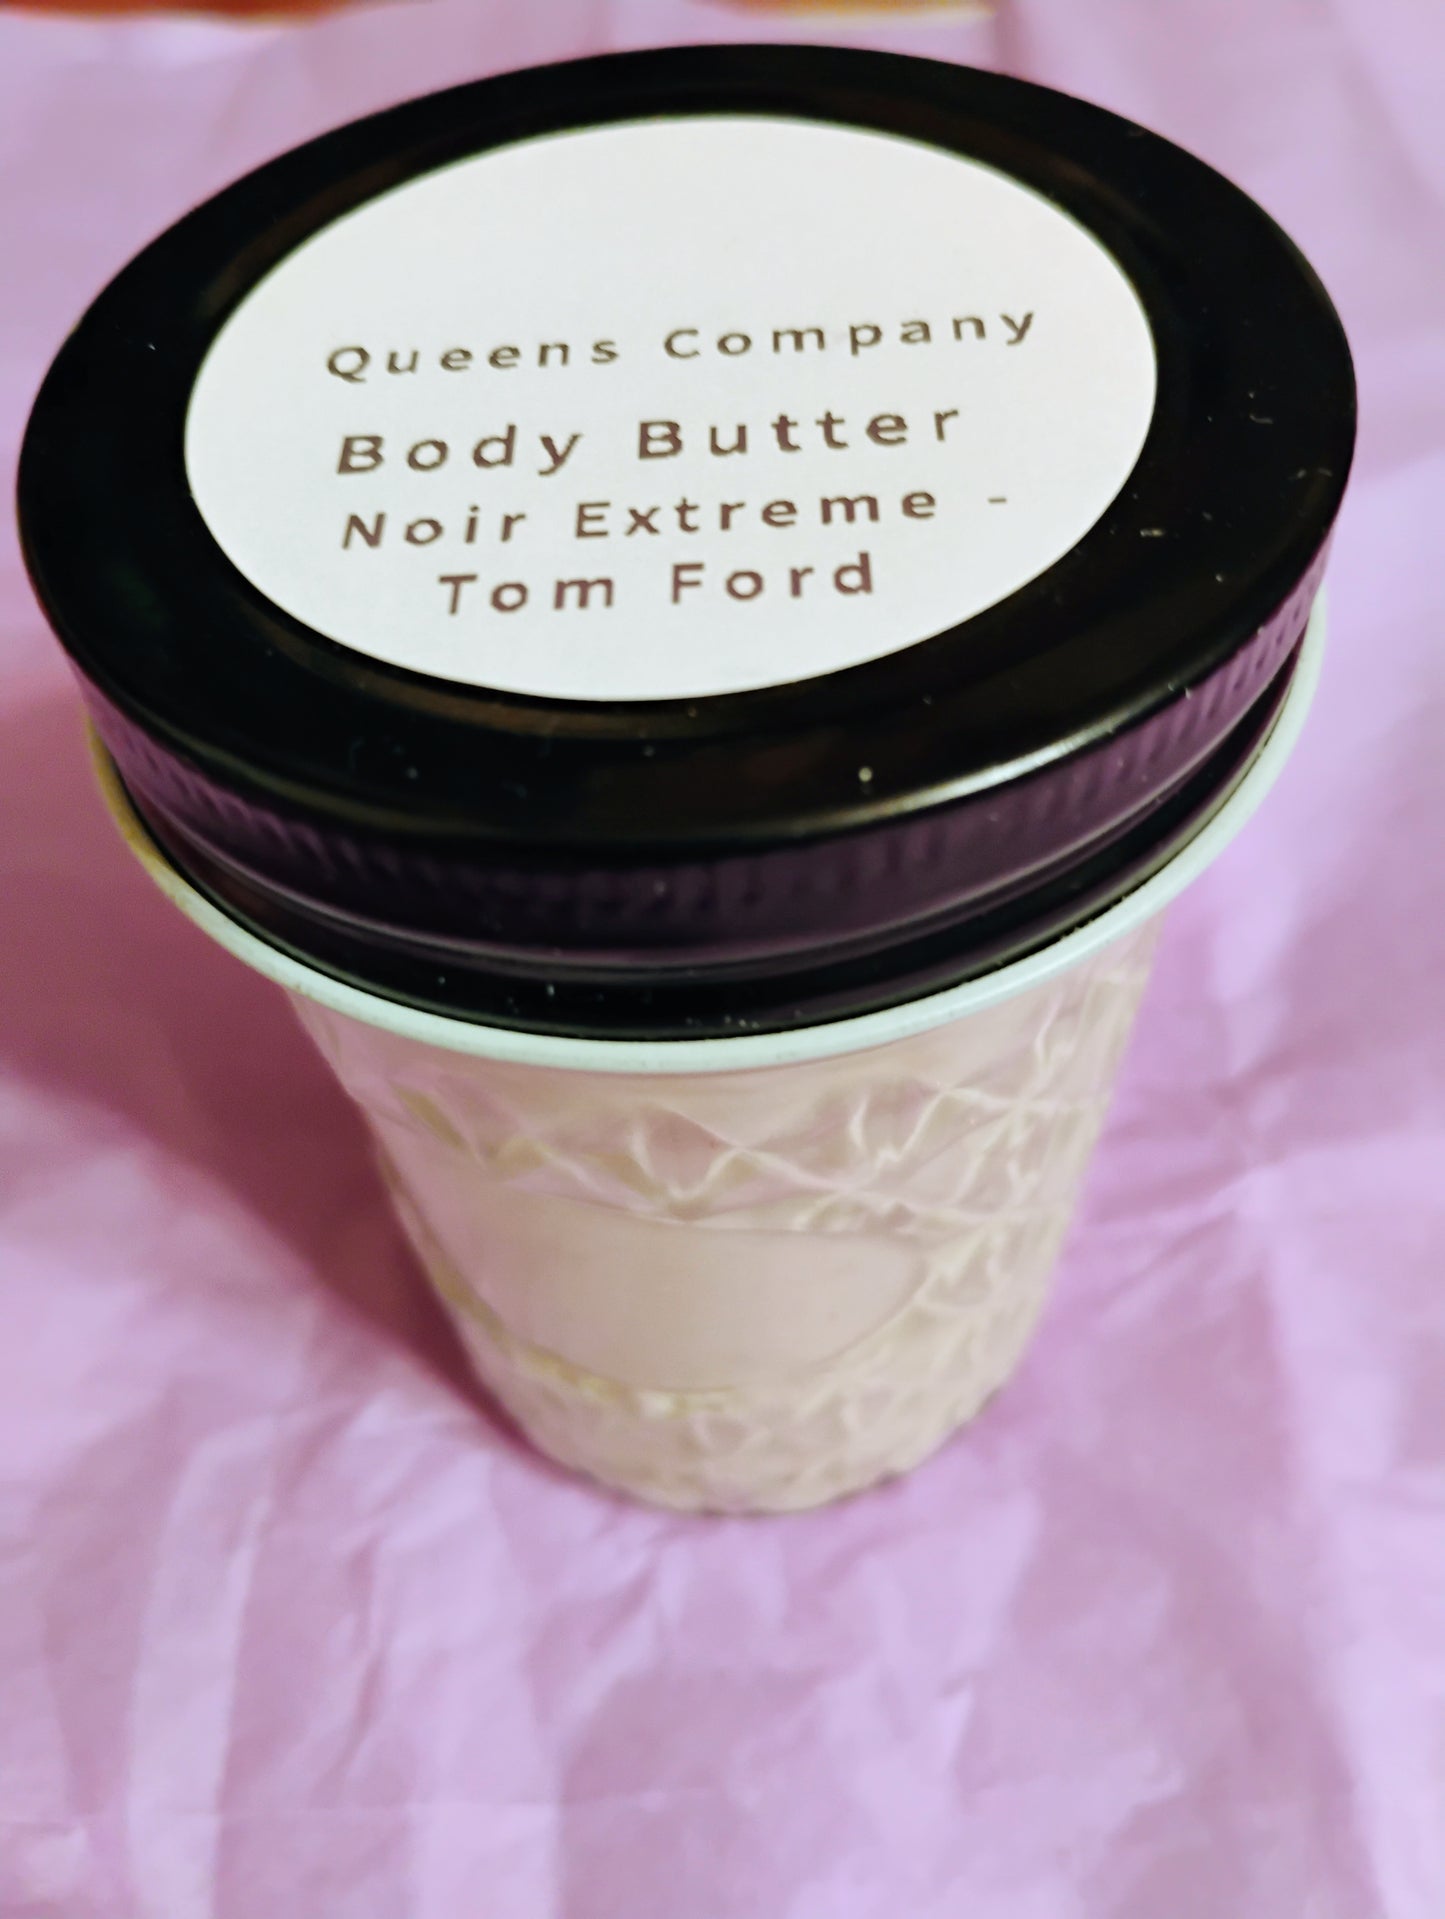 Queens Company
Body Butter
Noir Extreme -
Tom Ford